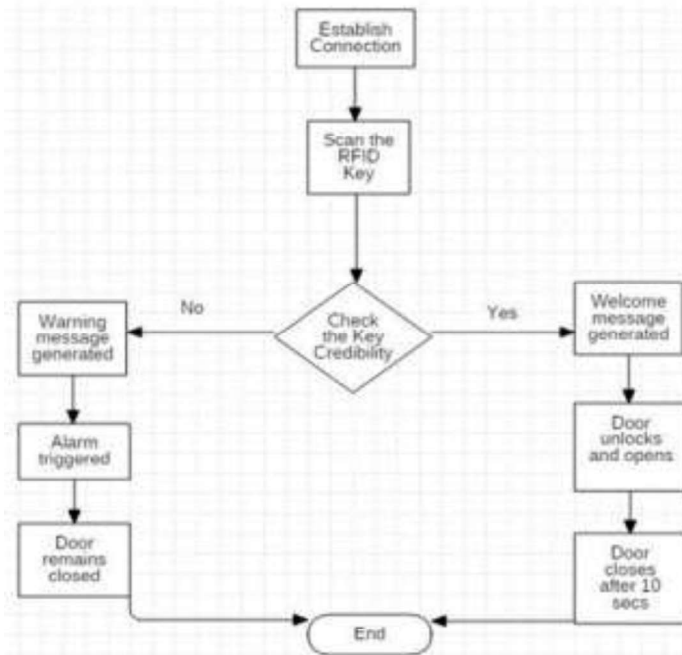 Establish
Connection
Scan the
RFID
Key
Check
the Key
Credibility
No
Yes
Warning
message
generated
Alarm
triggered
Door
remains
closed
Welcome
message
generated
Door
unlocks
and opens
Door
closes
after 10
secs
End